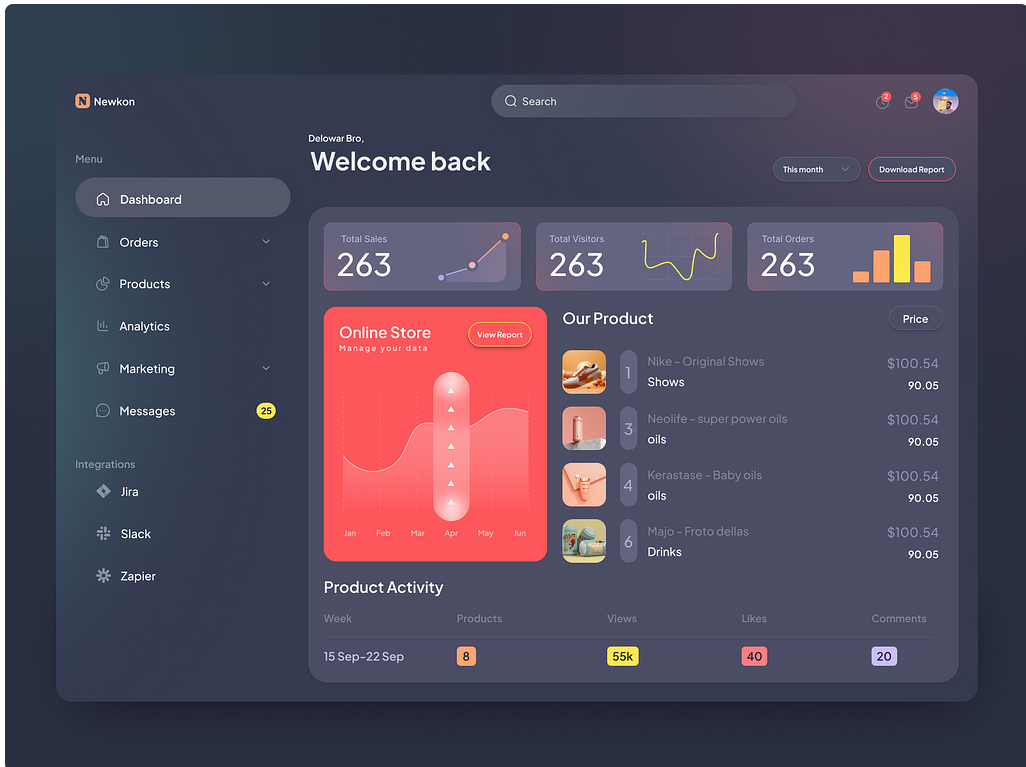 N Newkon
Search
2
5
Delowar Bro,
Welcome back
This month
Download Report
Menu
Dashboard
Orders
Products
Analytics
Marketing
Messages
25
Integrations
Jira
Slack
Zapier
Total Sales
263
Total Visitors
263
Total Orders
263
Online Store
Manage your data
View Report
Jan Feb Mar Apr May Jun
Our Product
Price
1
Nike - Original Shows
$100.54
Shows
90.05
3
Neolife - super power oils
$100.54
oils
90.05
4
Kerastase - Baby oils
$100.54
oils
90.05
6
Majo - Froto dellas
$100.54
Drinks
90.05
Product Activity
Week Products Views Likes Comments
15 Sep-22 Sep 8 55k 40 20